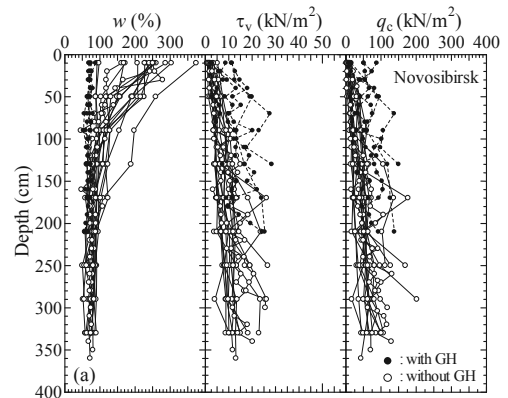 w (%) τv (kN/m2) qc (kN/m2)
0 100 200 300 400 10 20 30 40 50 0 100 200 300 400
0
50
100
150
200
250
300
350
400
Depth (cm)
Novosibirsk
(a)
● : with GH
○ : without GH